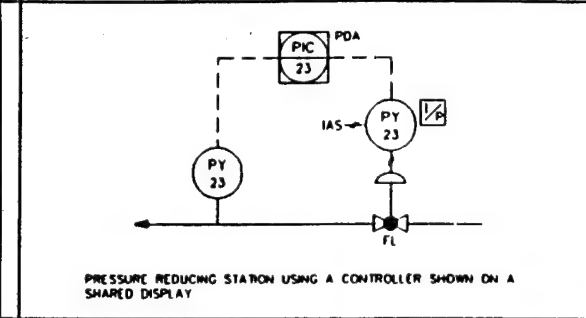 PIC
23
PDA
IAS
PY
23
I/P
PY
23
FL
PRESSURE REDUCING STATION USING A CONTROLLER SHOWN ON A
SHARED DISPLAY